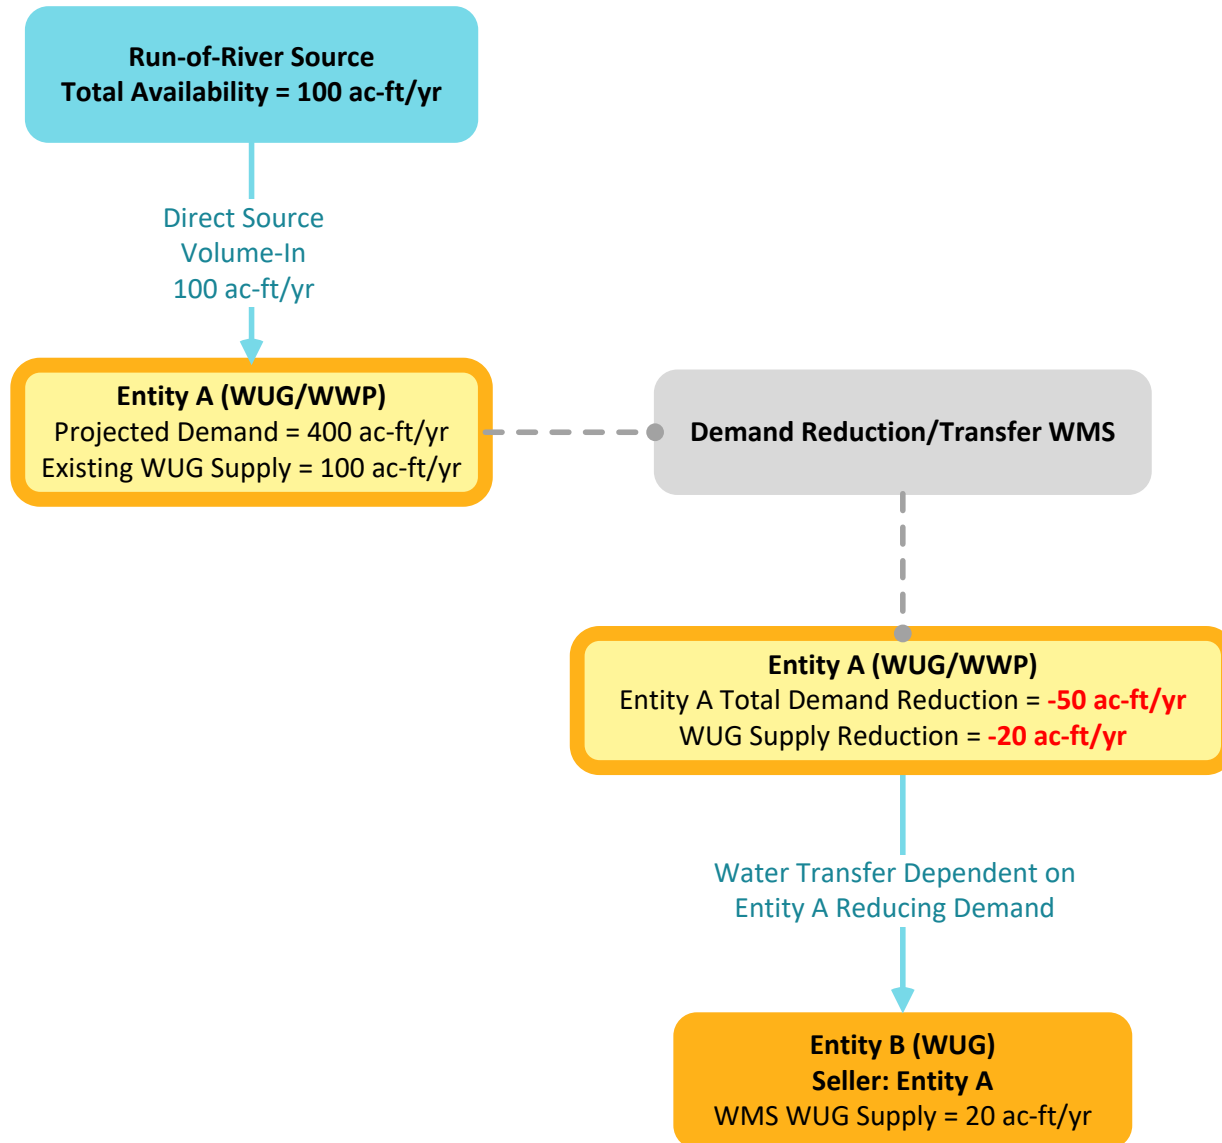 Run-of-River Source
Total Availability = 100 ac-ft/yr
Direct Source
Volume-In
100 ac-ft/yr
Entity A (WUG/WWP)
Projected Demand = 400 ac-ft/yr
Existing WUG Supply = 100 ac-ft/yr
Demand Reduction/Transfer WMS
Entity A (WUG/WWP)
Entity A Total Demand Reduction = -50 ac-ft/yr
WUG Supply Reduction = -20 ac-ft/yr
Water Transfer Dependent on
Entity A Reducing Demand
Entity B (WUG)
Seller: Entity A
WMS WUG Supply = 20 ac-ft/yr